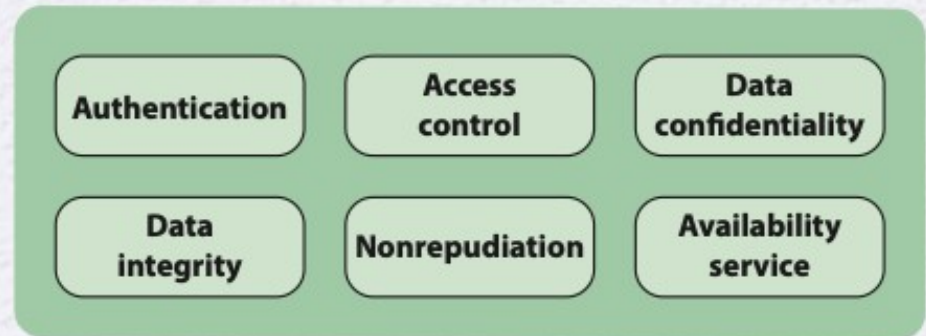 Authentication
Access
control
Data
confidentiality
Data
integrity
Nonrepudiation
Availability
service